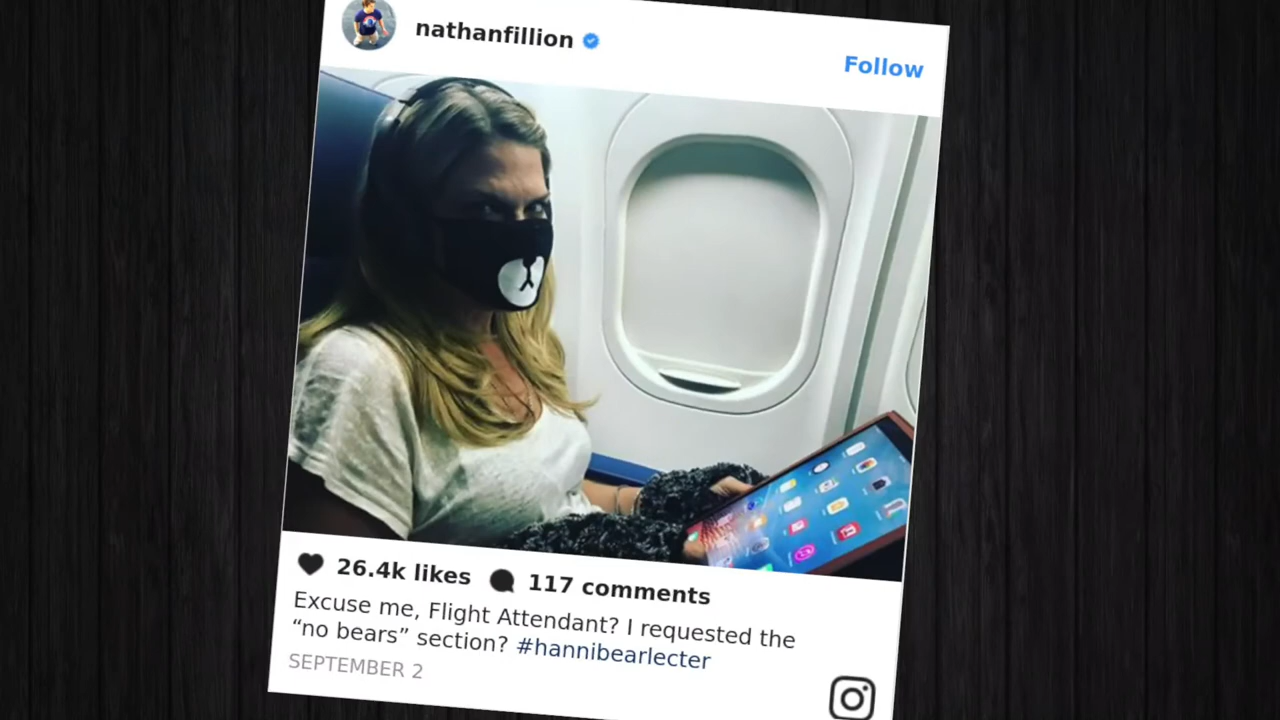 nathanfillion
Follow
26.4k likes 117 comments
Excuse me, Flight Attendant? I requested the
“no bears” section? #hannibearlecter
SEPTEMBER 2